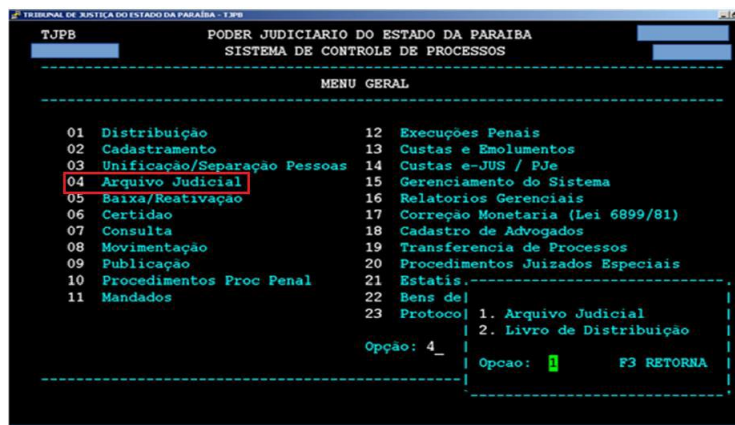 TRIBUNAL DE JUSTIÇA DO ESTADO DA PARAÍBA - TJPB
TJPB PODER JUDICIARIO DO ESTADO DA PARAIBA
SISTEMA DE CONTROLE DE PROCESSOS
MENU GERAL
01 Distribuição 12 Execuções Penais
02 Cadastramento 13 Custas e Emolumentos
03 Unificação/Separação Pessoas 14 Custas e-JUS / PJe
04 Arquivo Judicial 15 Gerenciamento do Sistema
05 Baixa/Reativação 16 Relatorios Gerenciais
06 Certidao 17 Correção Monetaria (Lei 6899/81)
07 Consulta 18 Cadastro de Advogados
08 Movimentação 19 Transferencia de Processos
09 Publicação 20 Procedimentos Juizados Especiais
10 Procedimentos Proc Penal 21 Estatis
11 Mandados 22 Bens de
23 Protoco
Opção: 4_
1. Arquivo Judicial
2. Livro de Distribuição
Opcao: 1 F3 RETORNA